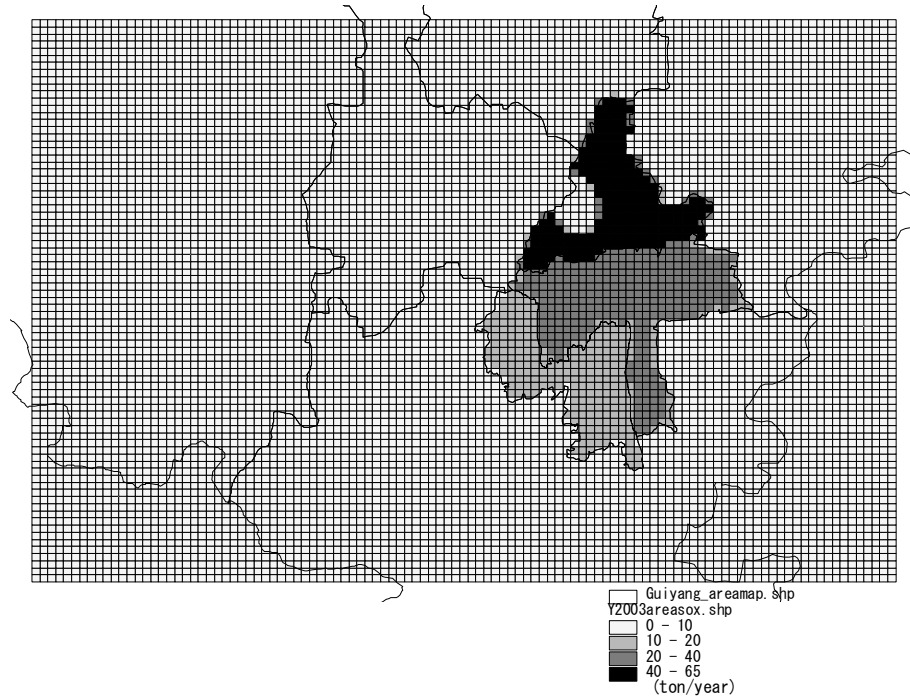 Guiyang_areamap.shp
Y2003areasox.shp
0 - 10
10 - 20
20 - 40
40 - 65
(ton/year)